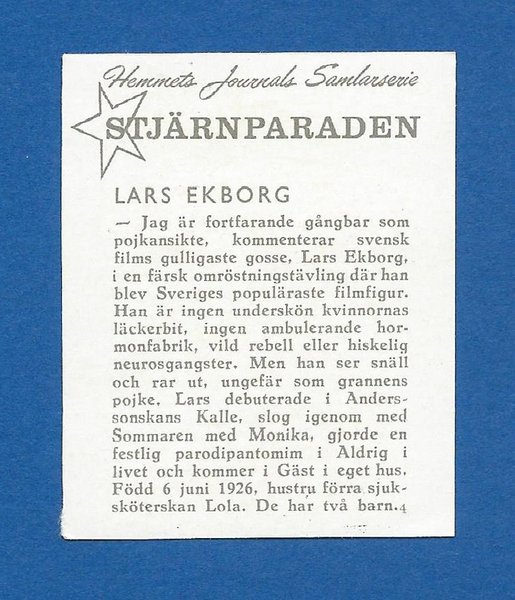 Hemmets Journals Samlarserie
STJÄRNPARADEN
LARS EKBORG
— Jag är fortfarande gångbar som
pojkansikte, kommenterar svensk
films gulligaste gosse, Lars Ekborg,
i en färsk omröstningstävling där han
blev Sveriges populäraste filmfigur.
Han är ingen underskön kvinnornas
läckerbit, ingen ambulerande hor-
monfabrik, vild rebell eller hiskelig
neurosgangster. Men han ser snäll
och rar ut, ungefär som grannens
pojke. Lars debuterade i Anders-
sonskans Kalle, slog igenom med
Sommaren med Monika, gjorde en
festlig parodipantomim i Aldrig i
livet och kommer i Gäst i eget hus.
Född 6 juni 1926, hustru förra sjuk-
sköterskan Lola. De har två barn.4